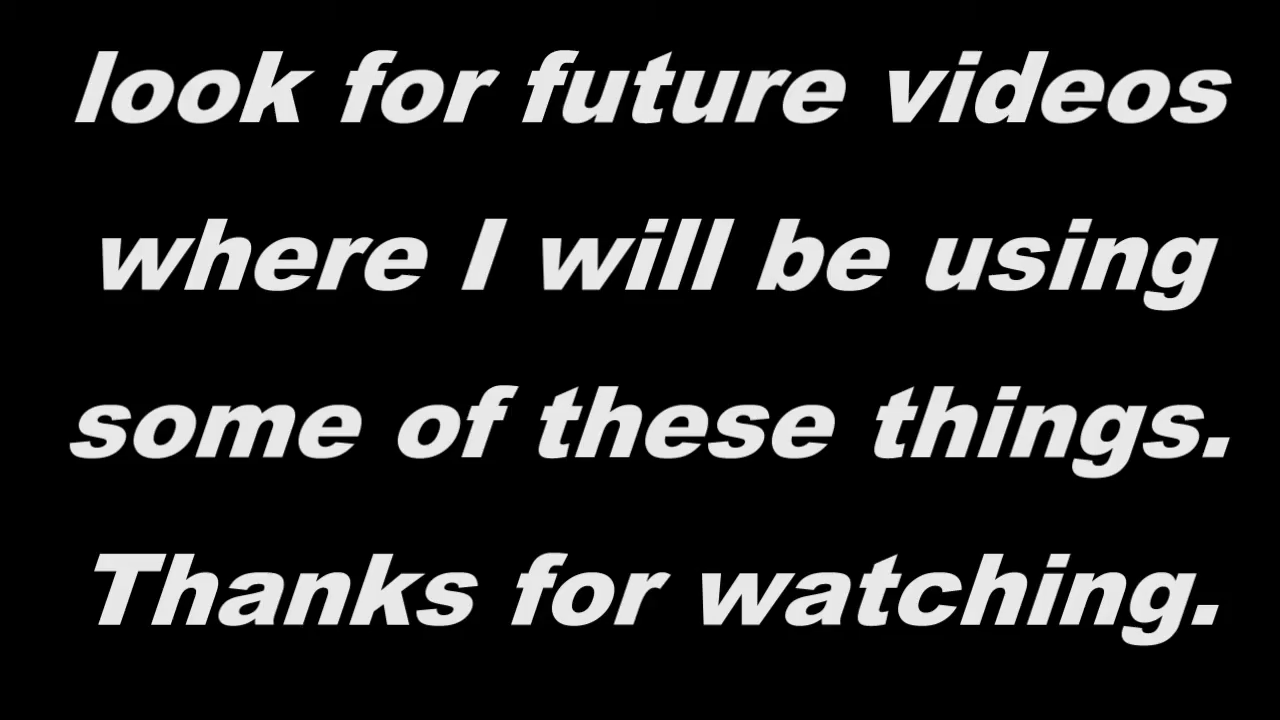 look for future videos
where I will be using
some of these things.
Thanks for watching.